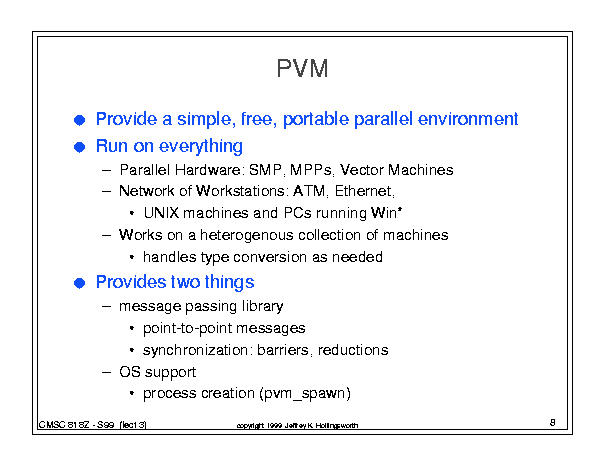 PVM
● Provide a simple, free, portable parallel environment
● Run on everything
– Parallel Hardware: SMP, MPPs, Vector Machines
– Network of Workstations: ATM, Ethernet,
• UNIX machines and PCs running Win*
– Works on a heterogenous collection of machines
• handles type conversion as needed
● Provides two things
– message passing library
• point-to-point messages
• synchronization: barriers, reductions
– OS support
• process creation (pvm_spawn)
CMSC 818Z - S99 (lect 3)
copyright 1999 Jeffrey K. Hollingsworth
8